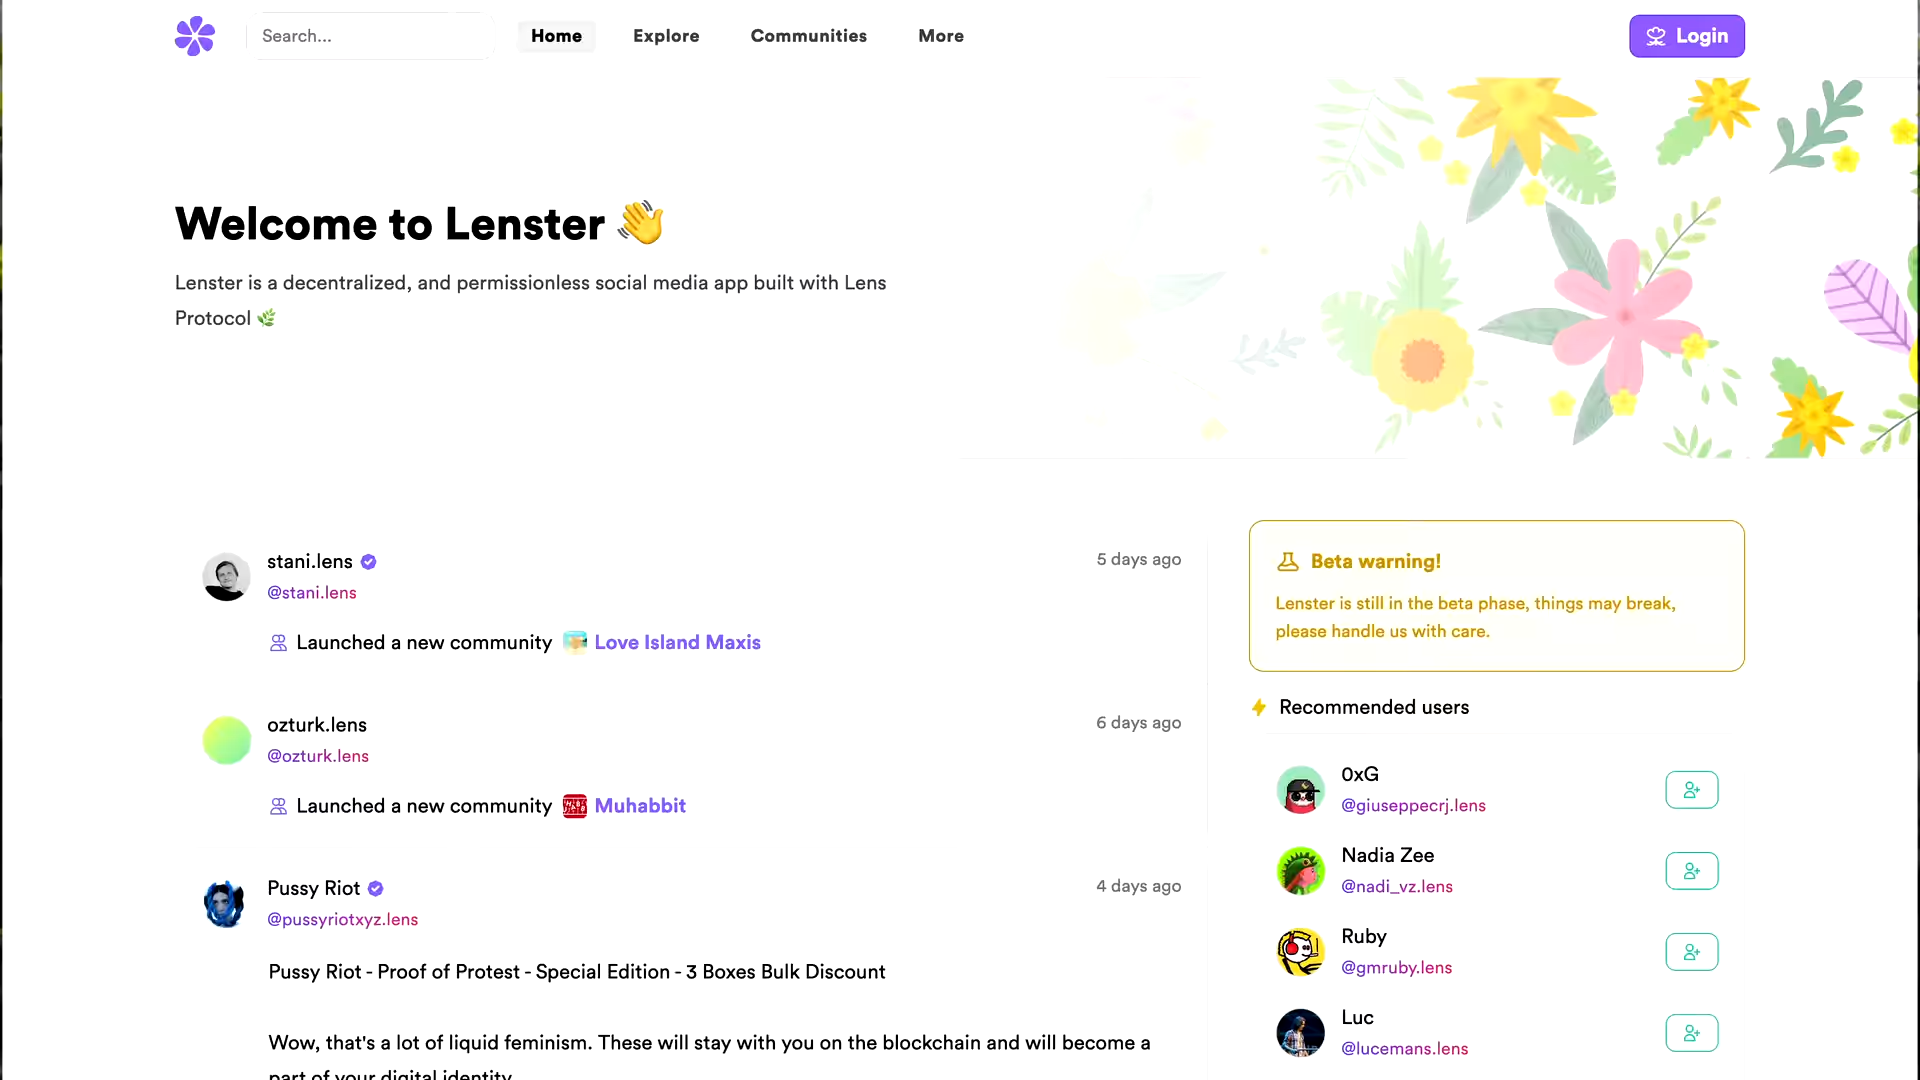 Search...
Home
Explore
Communities
More
Login
Welcome to Lenster 👋
Lenster is a decentralized, and permissionless social media app built with Lens
Protocol 🌿
stani.lens
5 days ago
@stani.lens
Launched a new community Love Island Maxis
ozturk.lens
6 days ago
@ozturk.lens
Launched a new community Muhabbit
Pussy Riot
4 days ago
@pussyriotxyz.lens
Pussy Riot - Proof of Protest - Special Edition - 3 Boxes Bulk Discount
Wow, that's a lot of liquid feminism. These will stay with you on the blockchain and will become a
part of your digital identity
Beta warning!
Lenster is still in the beta phase, things may break,
please handle us with care.
Recommended users
0xG
@giuseppecrj.lens
Nadia Zee
@nadi_vz.lens
Ruby
@gmruby.lens
Luc
@lucemans.lens